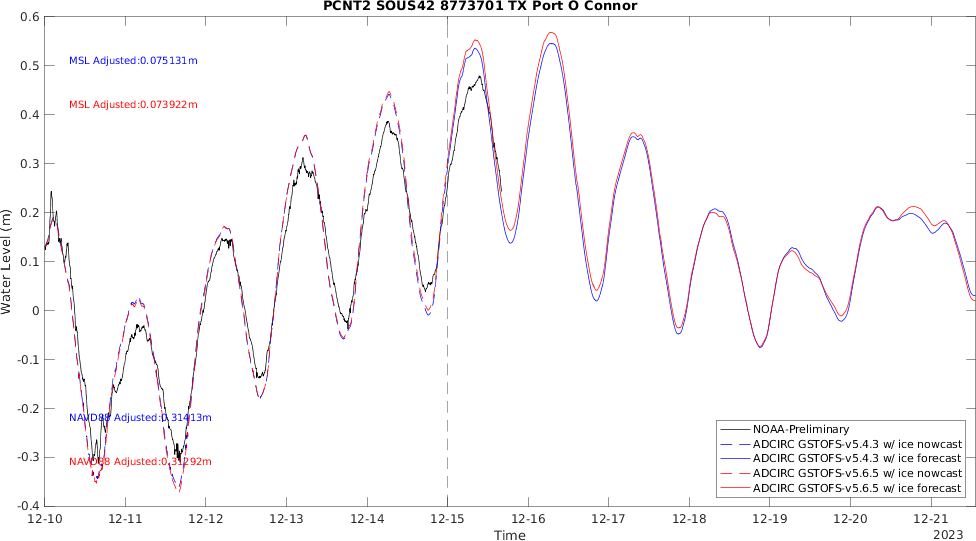 PCNT2 SOUS42 8773701 TX Port O Connor
0.6
0.5
0.4
0.3
0.2
0.1
0
-0.1
-0.2
-0.3
-0.4
Water Level (m)
MSL Adjusted:0.075131m
MSL Adjusted:0.073922m
NAVD88 Adjusted:0.31413m
NAVD88 Adjusted:0.31292m
NOAA-Preliminary
ADCIRC GSTOFS-v5.4.3 w/ ice nowcast
ADCIRC GSTOFS-v5.4.3 w/ ice forecast
ADCIRC GSTOFS-v5.6.5 w/ ice nowcast
ADCIRC GSTOFS-v5.6.5 w/ ice forecast
12-10 12-11 12-12 12-13 12-14 12-15 12-16 12-17 12-18 12-19 12-20 12-21
Time
2023